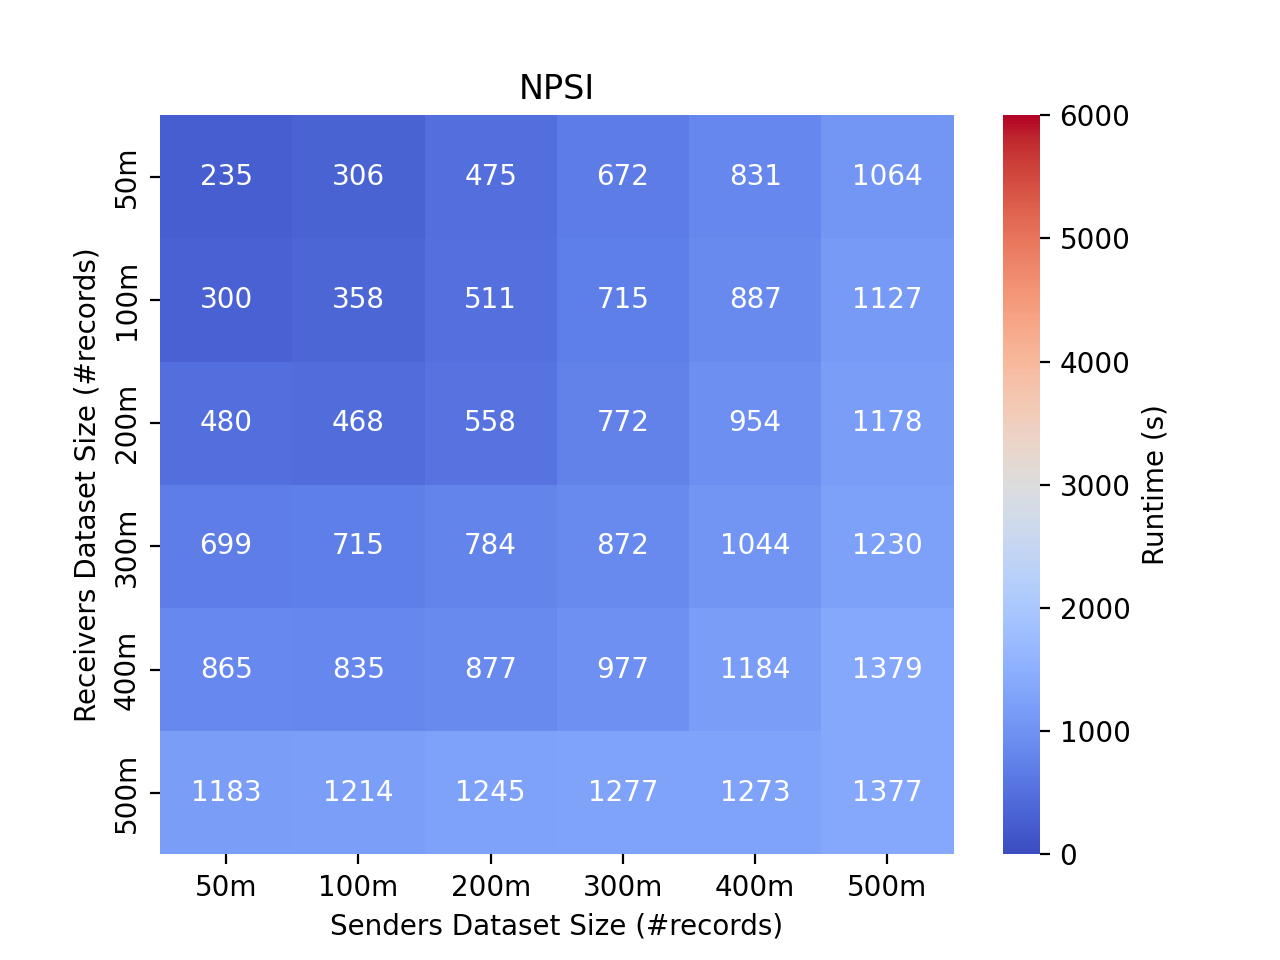 NPSI
235 306 475 672 831 1064
300 358 511 715 887 1127
480 468 558 772 954 1178
699 715 784 872 1044 1230
865 835 877 977 1184 1379
1183 1214 1245 1277 1273 1377
50m
100m
200m
300m
400m
500m
Receivers Dataset Size (#records)
50m 100m 200m 300m 400m 500m
Senders Dataset Size (#records)
6000
5000
4000
3000
2000
1000
0
Runtime (s)